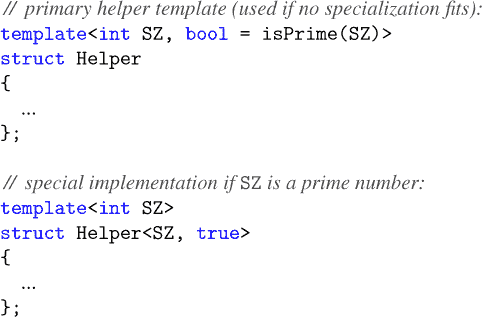 // primary helper template (used if no specialization fits):
template<int SZ, bool = isPrime(SZ)>
struct Helper
{
  ...
};

// special implementation if SZ is a prime number:
template<int SZ>
struct Helper<SZ, true>
{
  ...
};